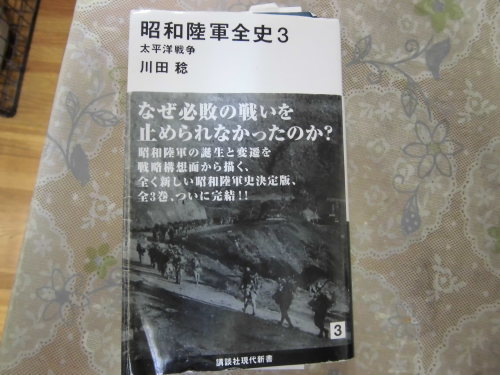 昭和陸軍全史3
太平洋戦争
川田 稔
なぜ必敗の戦いを
止められなかったのか?
昭和陸軍の誕生と変遷を
戦略構想面から描く、
全く新しい昭和陸軍史決定版、
全3巻、ついに完結!!
3
講談社現代新書